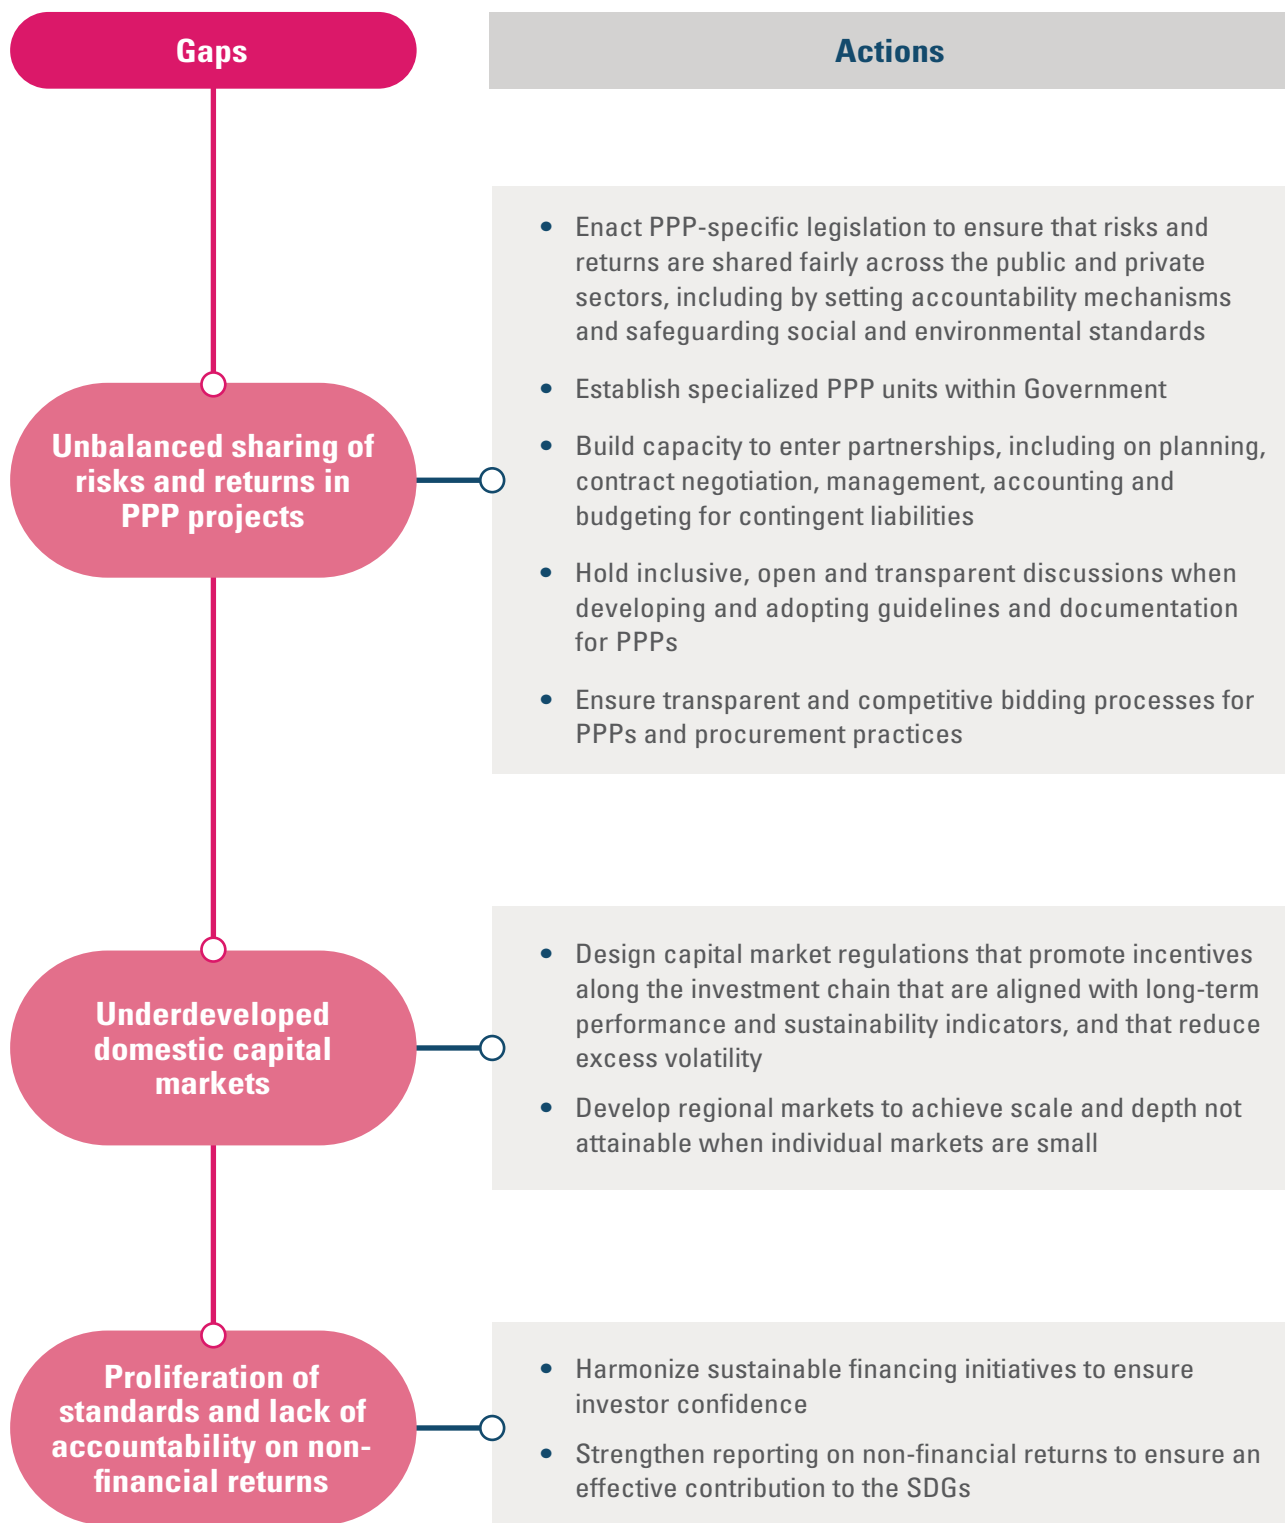 Gaps
Actions
Unbalanced sharing of
risks and returns in
PPP projects
• Enact PPP-specific legislation to ensure that risks and
returns are shared fairly across the public and private
sectors, including by setting accountability mechanisms
and safeguarding social and environmental standards
• Establish specialized PPP units within Government
• Build capacity to enter partnerships, including on planning,
contract negotiation, management, accounting and
budgeting for contingent liabilities
• Hold inclusive, open and transparent discussions when
developing and adopting guidelines and documentation
for PPPs
• Ensure transparent and competitive bidding processes for
PPPs and procurement practices
Underdeveloped
domestic capital
markets
• Design capital market regulations that promote incentives
along the investment chain that are aligned with long-term
performance and sustainability indicators, and that reduce
excess volatility
• Develop regional markets to achieve scale and depth not
attainable when individual markets are small
Proliferation of
standards and lack of
accountability on non-
financial returns
• Harmonize sustainable financing initiatives to ensure
investor confidence
• Strengthen reporting on non-financial returns to ensure an
effective contribution to the SDGs